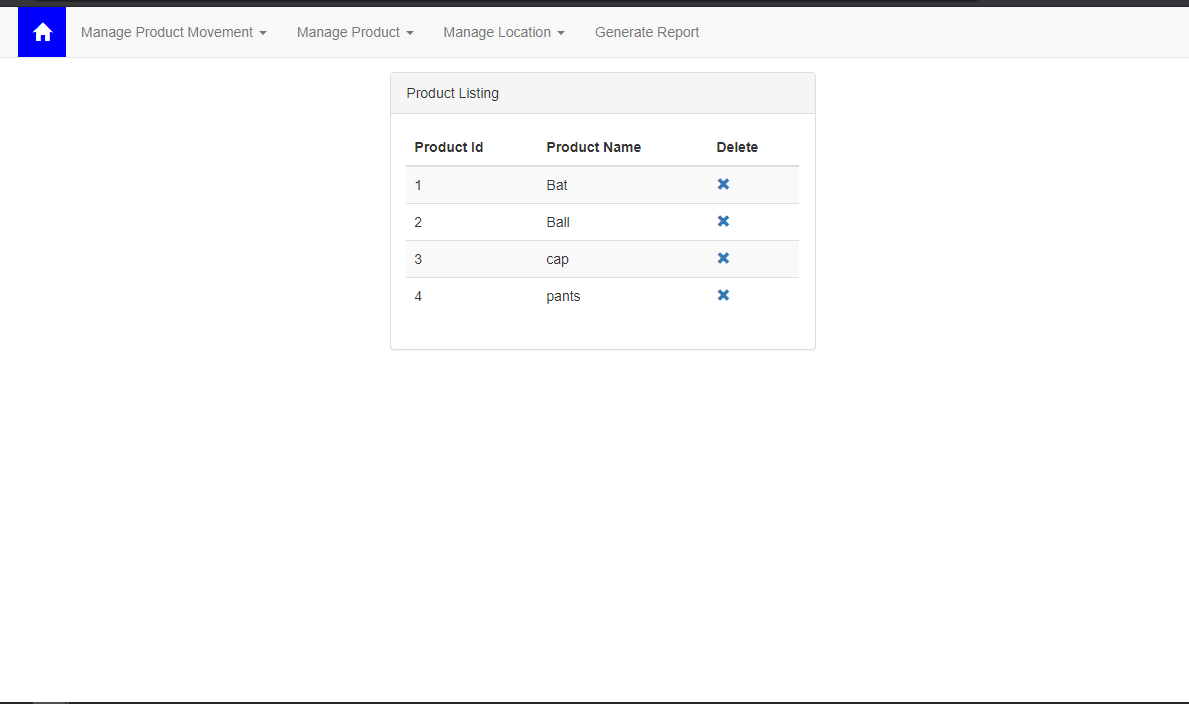 Manage Product Movement Manage Product Manage Location Generate Report
Product Listing
Product Id Product Name Delete
1 Bat
2 Ball
3 cap
4 pants